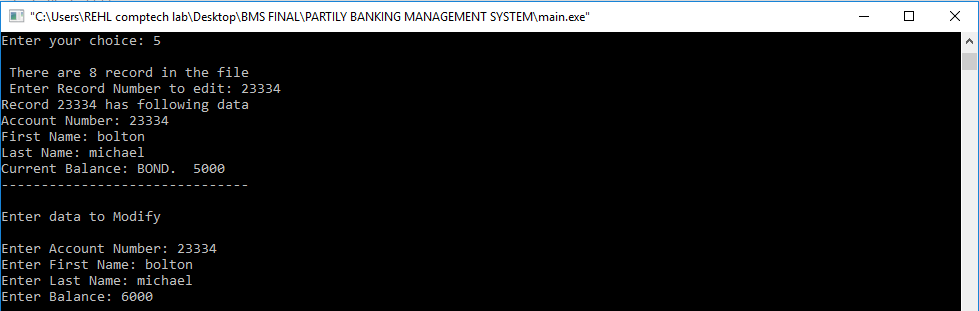 "C:\Users\REHL comptech lab\Desktop\BMS FINAL\PARTILY BANKING MANAGEMENT SYSTEM\main.exe"
Enter your choice: 5
There are 8 record in the file
Enter Record Number to edit: 23334
Record 23334 has following data
Account Number: 23334
First Name: bolton
Last Name: michael
Current Balance: BOND.  5000
-------------------------------
Enter data to Modify
Enter Account Number: 23334
Enter First Name: bolton
Enter Last Name: michael
Enter Balance: 6000